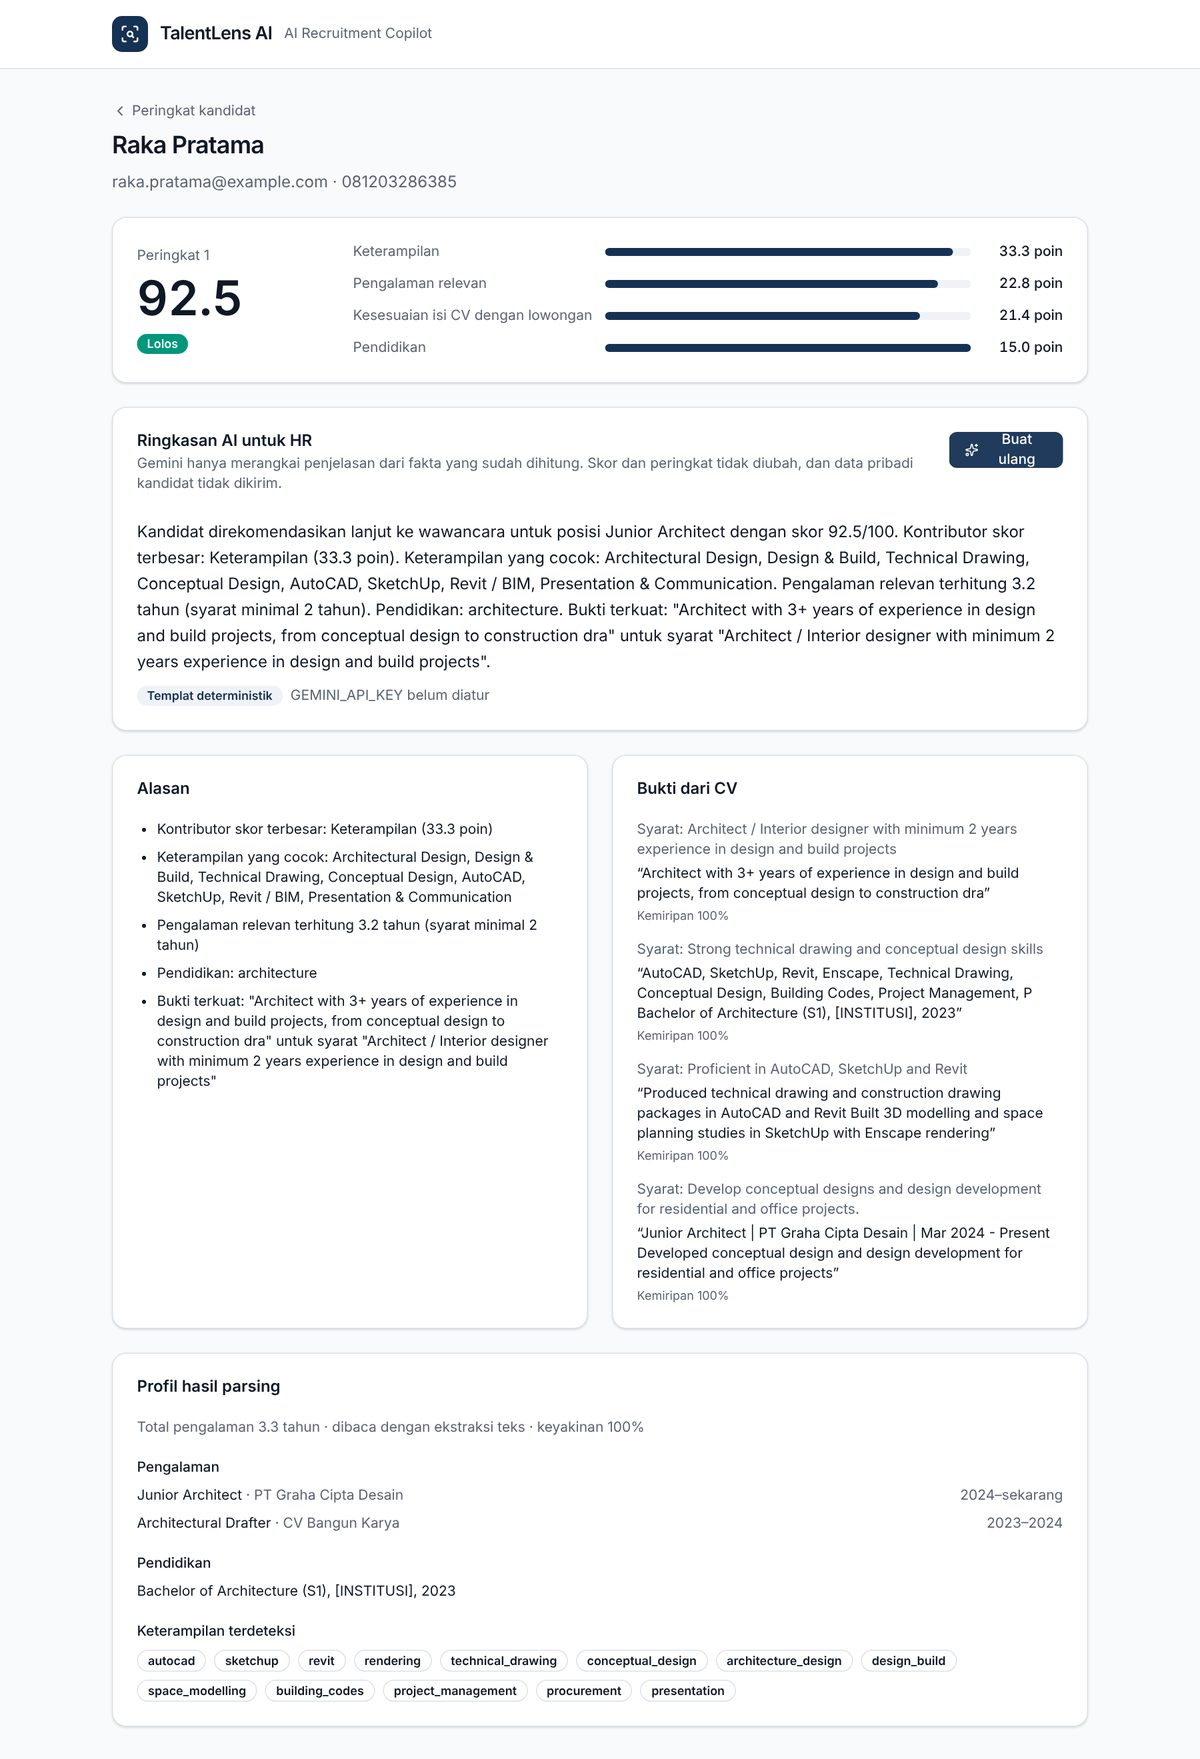 TalentLens AI AI Recruitment Copilot
Peringkat kandidat
Raka Pratama
raka.pratama@example.com · 081203286385
Peringkat 1
92.5
Lolos
Keterampilan 33.3 poin
Pengalaman relevan 22.8 poin
Kesesuaian isi CV dengan lowongan 21.4 poin
Pendidikan 15.0 poin
Ringkasan AI untuk HR
Gemini hanya merangkai penjelasan dari fakta yang sudah dihitung. Skor dan peringkat tidak diubah, dan data pribadi
kandidat tidak dikirim.
Buat
ulang
Kandidat direkomendasikan lanjut ke wawancara untuk posisi Junior Architect dengan skor 92.5/100. Kontributor skor
terbesar: Keterampilan (33.3 poin). Keterampilan yang cocok: Architectural Design, Design & Build, Technical Drawing,
Conceptual Design, AutoCAD, SketchUp, Revit / BIM, Presentation & Communication. Pengalaman relevan terhitung 3.2
tahun (syarat minimal 2 tahun). Pendidikan: architecture. Bukti terkuat: "Architect with 3+ years of experience in design
and build projects, from conceptual design to construction dra" untuk syarat "Architect / Interior designer with minimum 2
years experience in design and build projects".
Templat deterministik GEMINI_API_KEY belum diatur
Alasan
• Kontributor skor terbesar: Keterampilan (33.3 poin)
• Keterampilan yang cocok: Architectural Design, Design &
Build, Technical Drawing, Conceptual Design, AutoCAD,
SketchUp, Revit / BIM, Presentation & Communication
• Pengalaman relevan terhitung 3.2 tahun (syarat minimal 2
tahun)
• Pendidikan: architecture
• Bukti terkuat: "Architect with 3+ years of experience in
design and build projects, from conceptual design to
construction dra" untuk syarat "Architect / Interior designer
with minimum 2 years experience in design and build
projects"
Bukti dari CV
Syarat: Architect / Interior designer with minimum 2 years
experience in design and build projects
“Architect with 3+ years of experience in design and build
projects, from conceptual design to construction dra”
Kemiripan 100%
Syarat: Strong technical drawing and conceptual design skills
“AutoCAD, SketchUp, Revit, Enscape, Technical Drawing,
Conceptual Design, Building Codes, Project Management, P
Bachelor of Architecture (S1), [INSTITUSI], 2023”
Kemiripan 100%
Syarat: Proficient in AutoCAD, SketchUp and Revit
“Produced technical drawing and construction drawing
packages in AutoCAD and Revit Built 3D modelling and space
planning studies in SketchUp with Enscape rendering”
Kemiripan 100%
Syarat: Develop conceptual designs and design development
for residential and office projects.
“Junior Architect | PT Graha Cipta Desain | Mar 2024 - Present
Developed conceptual design and design development for
residential and office projects”
Kemiripan 100%
Profil hasil parsing
Total pengalaman 3.3 tahun · dibaca dengan ekstraksi teks · keyakinan 100%
Pengalaman
Junior Architect · PT Graha Cipta Desain 2024–sekarang
Architectural Drafter · CV Bangun Karya 2023–2024
Pendidikan
Bachelor of Architecture (S1), [INSTITUSI], 2023
Keterampilan terdeteksi
autocad sketchup revit rendering technical_drawing conceptual_design architecture_design design_build
space_modelling building_codes project_management procurement presentation